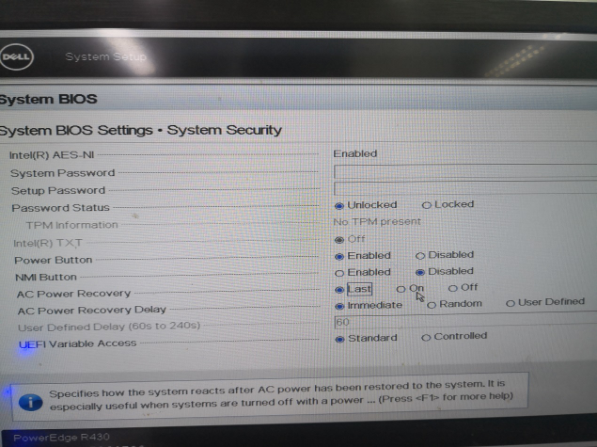 DELL
System Setup
System BIOS
System BIOS Settings • System Security
Intel(R) AES-NI Enabled
System Password
Setup Password
Password Status Unlocked Locked
TPM Information No TPM present
Intel(R) TXT Off
Power Button Enabled Disabled
NMI Button Enabled Disabled
AC Power Recovery Last On Off
AC Power Recovery Delay Immediate Random User Defined
User Defined Delay (60s to 240s) 60
UEFI Variable Access Standard Controlled
Specifies how the system reacts after AC power has been restored to the system. It is
especially useful when systems are turned off with a power ... (Press <F1> for more help)
PowerEdge R430